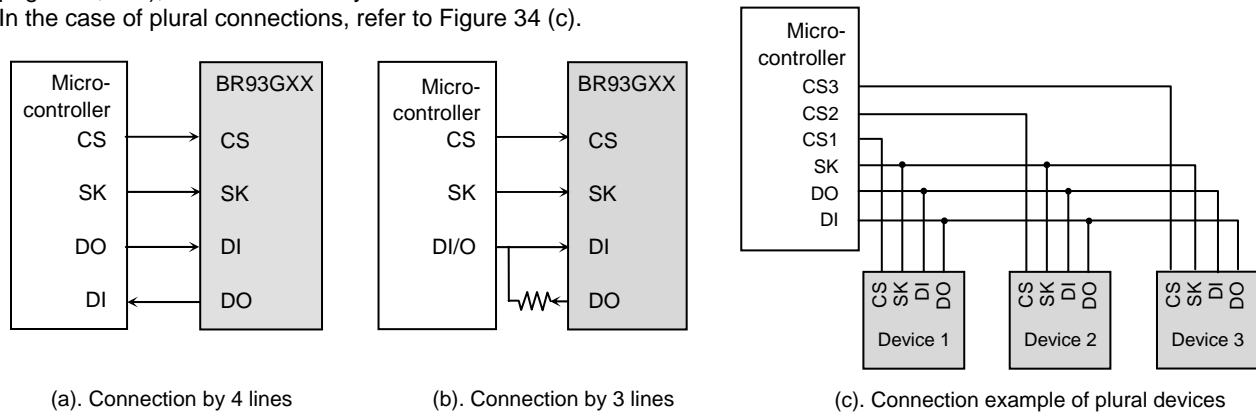 In the case of plural connections, refer to Figure 34 (c).
Micro-
controller
CS
SK
DO
DI
BR93GXX
CS
SK
DI
DO
(a). Connection by 4 lines
Micro-
controller
CS
SK
DI/O
BR93GXX
CS
SK
DI
DO
(b). Connection by 3 lines
Micro-
controller
CS3
CS2
CS1
SK
DO
DI
CS
SK
DI
DO
Device 1
CS
SK
DI
DO
Device 2
CS
SK
DI
DO
Device 3
(c). Connection example of plural devices